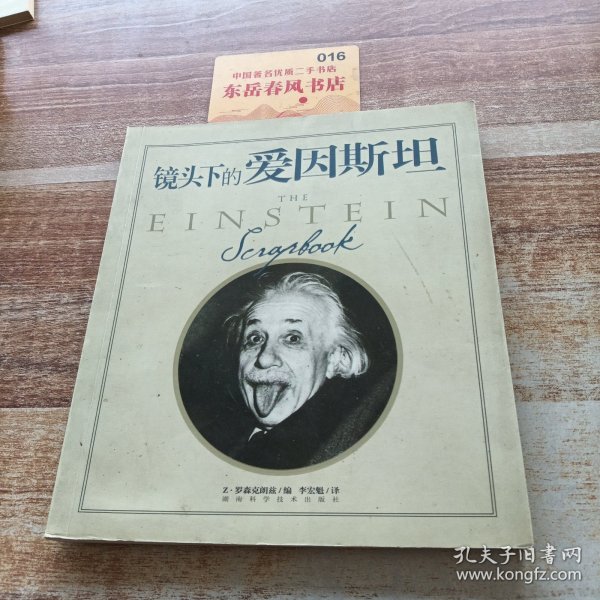 016
中国著名优质二手书店
东岳春风书店
镜头下的爱因斯坦
THE
EINSTEIN
Scrapbook
Z·罗森克朗兹/编 李宏魁/译
湖南科学技术出版社
孔夫子旧书网
www.kongfz.com